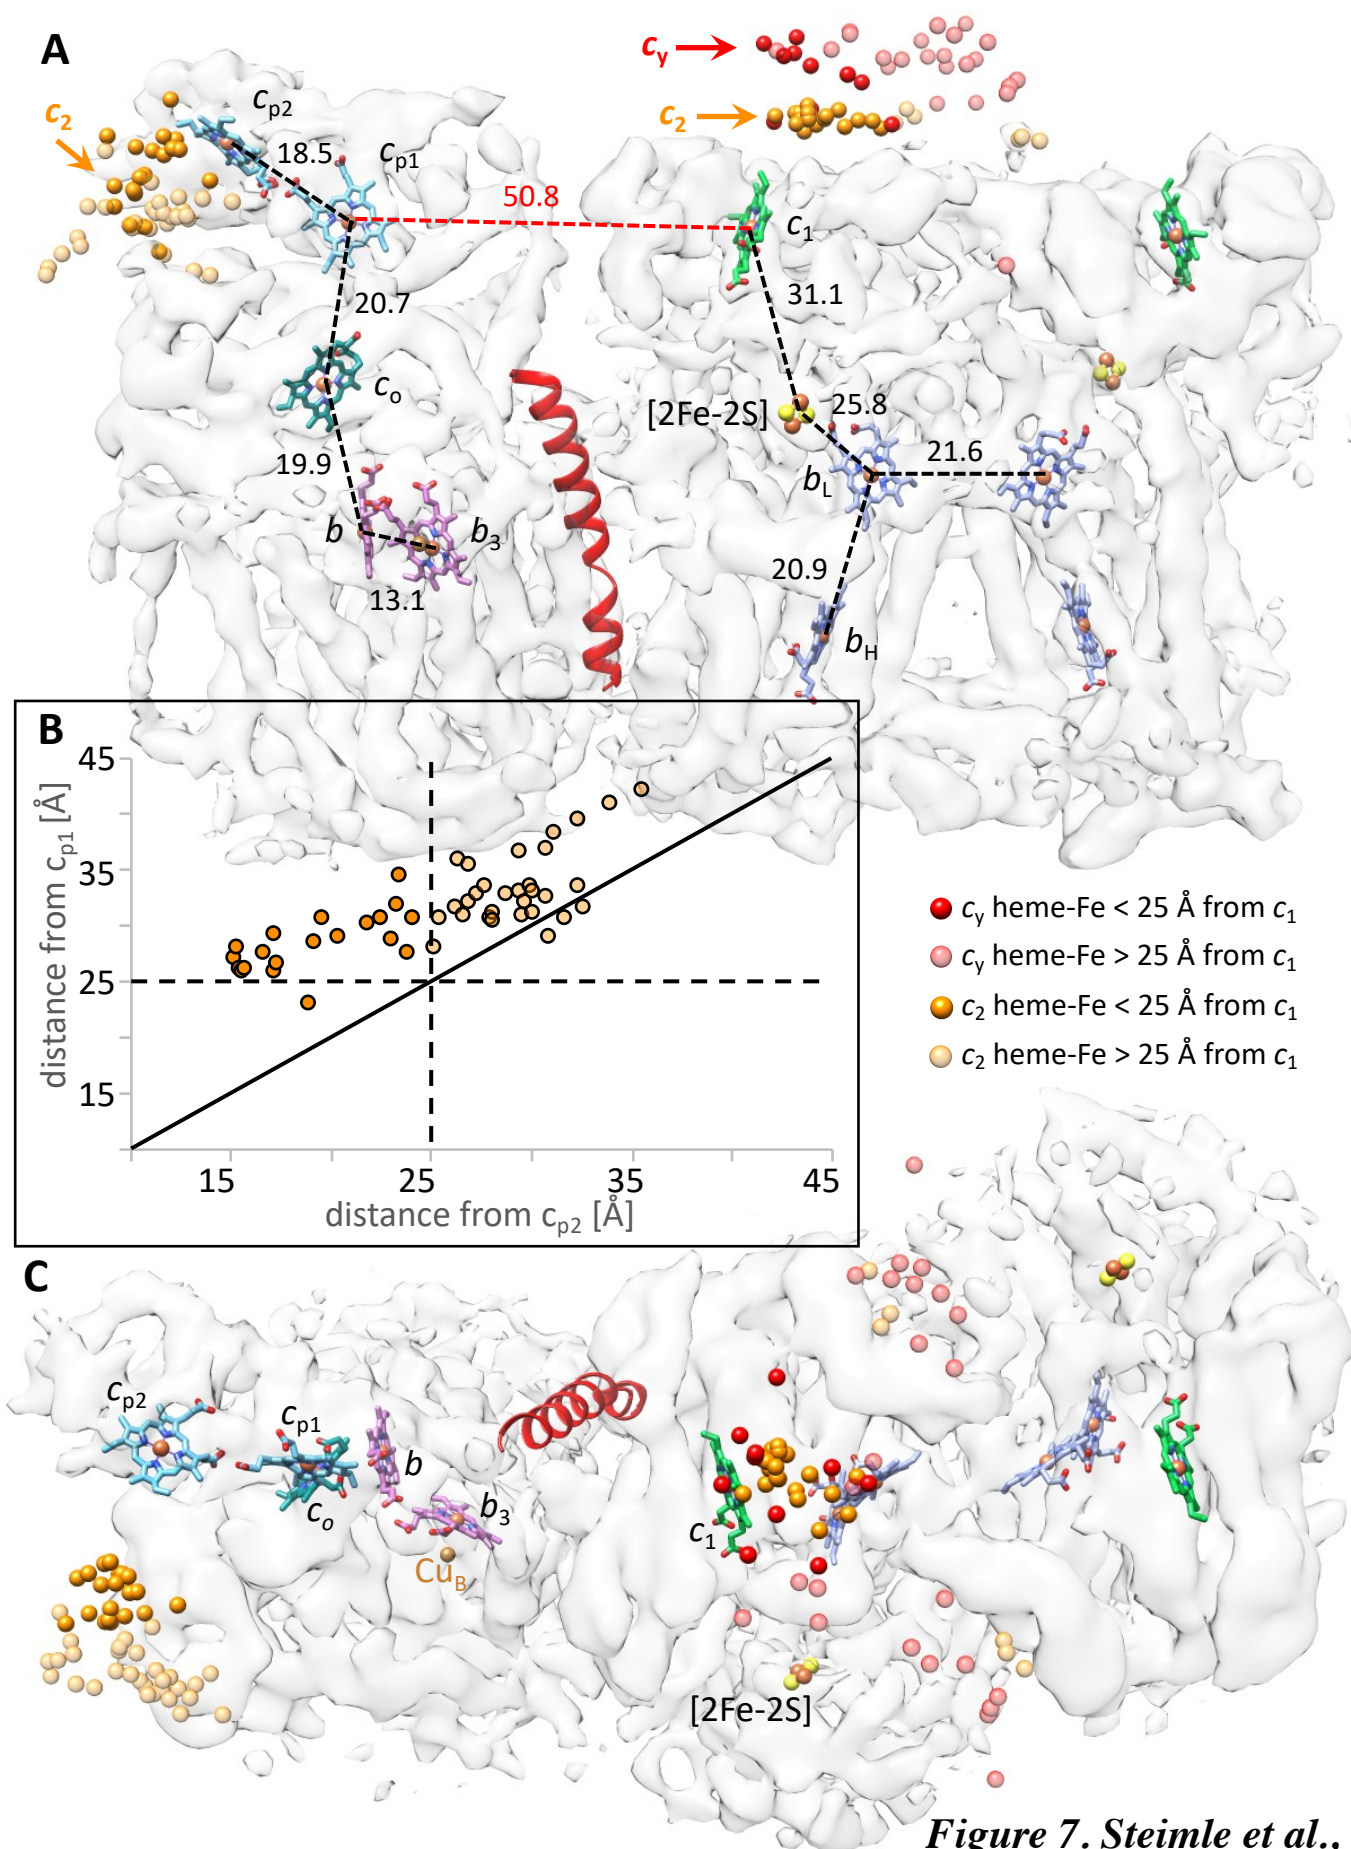 A
c₂
cp2
18.5
cp1
50.8
cy
c₂
c₁
31.1
20.7
co
19.9
b
b₃
13.1
[2Fe-2S]
25.8
bL
21.6
20.9
bH
B
45
35
25
15
distance from cp1 [Å]
15 25 35 45
distance from cp2 [Å]
cy heme-Fe < 25 Å from c₁
cy heme-Fe > 25 Å from c₁
c₂ heme-Fe < 25 Å from c₁
c₂ heme-Fe > 25 Å from c₁
C
cp2
cp1
co
b
b₃
CuB
c₁
[2Fe-2S]
Figure 7. Steimle et al.,